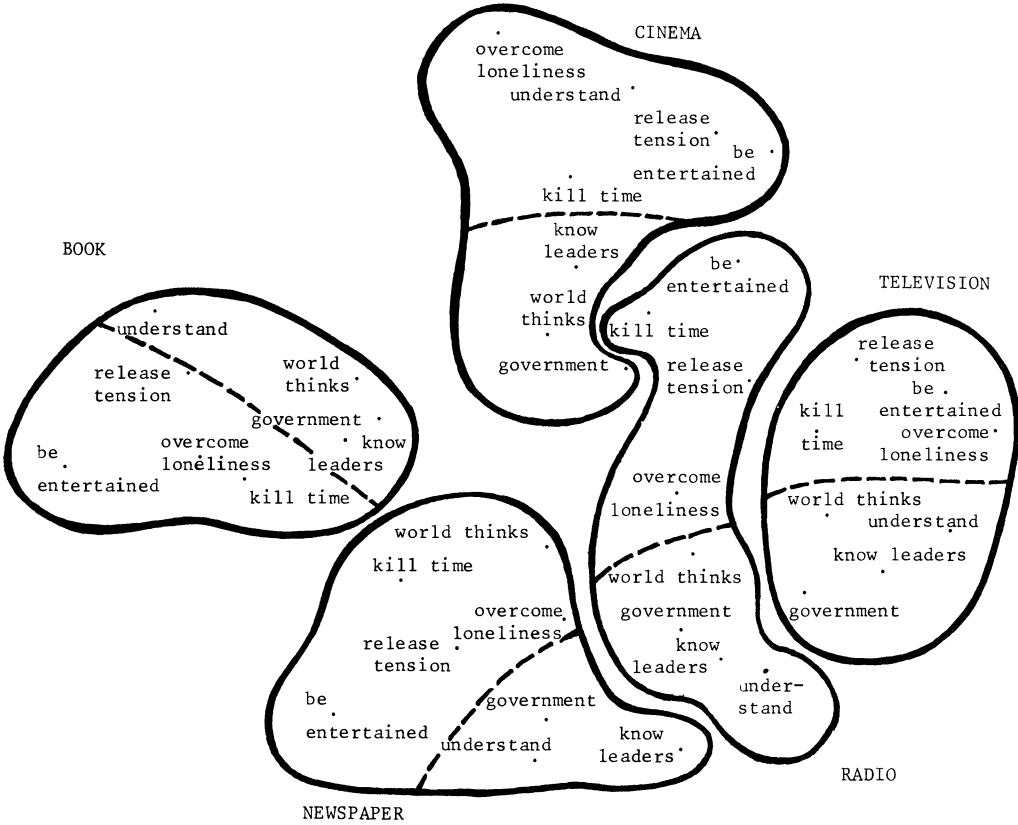 CINEMA
overcome
loneliness
understand
release
tension
be
entertained
kill time
know
leaders
world
thinks
government
BOOK
understand
release
tension
world
thinks
government
know
leaders
overcome
loneliness
be
entertained
kill time
be
entertained
kill time
release
tension
overcome
loneliness
world thinks
government
know
leaders
under-
stand
RADIO
TELEVISION
release
tension
be
entertained
kill
time
overcome
loneliness
world thinks
understand
know leaders
government
world thinks
kill time
overcome
loneliness
release
tension
be
entertained
government
understand
know
leaders
NEWSPAPER